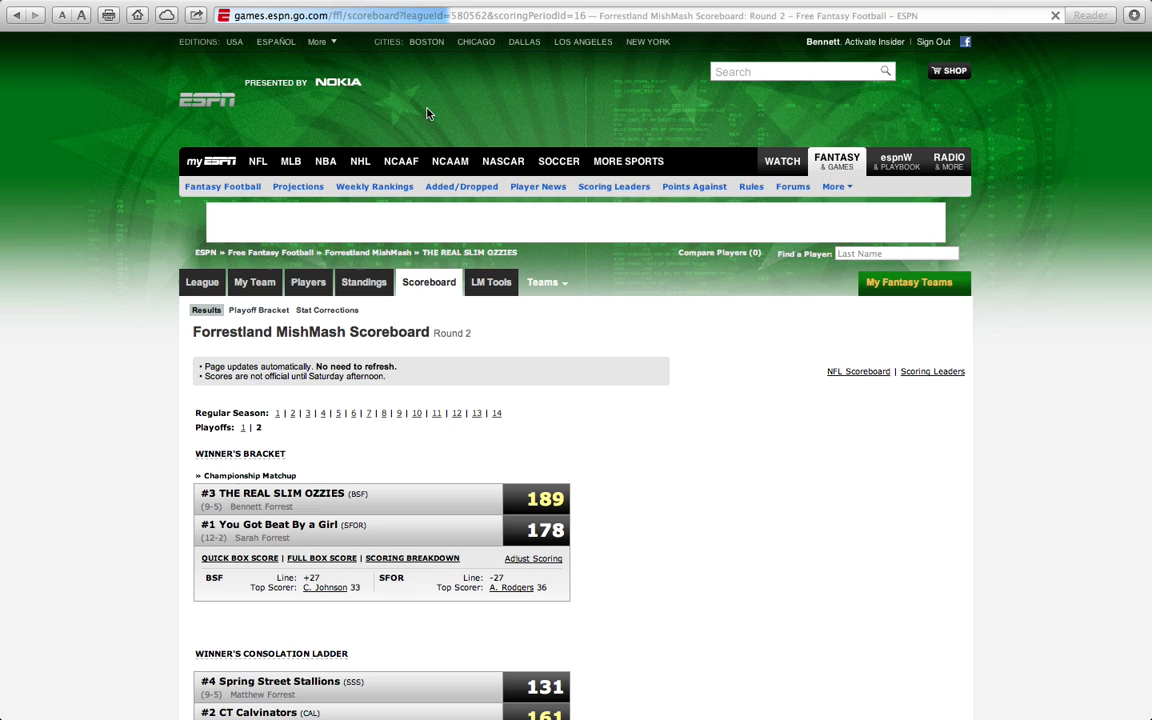 games.espn.go.com/ffl/scoreboard?leagueId=580562&scoringPeriodId=16 — Forrestland MishMash Scoreboard: Round 2 – Free Fantasy Football – ESPN
Reader
A A
EDITIONS: USA ESPAÑOL More ▼ CITIES: BOSTON CHICAGO DALLAS LOS ANGELES NEW YORK
Bennett, Activate Insider | Sign Out f
PRESENTED BY NOKIA
ESPN
Search
SHOP
my ESPN NFL MLB NBA NHL NCAAF NCAAM NASCAR SOCCER MORE SPORTS
WATCH FANTASY & GAMES espnW & PLAYBOOK RADIO & MORE
Fantasy Football Projections Weekly Rankings Added/Dropped Player News Scoring Leaders Points Against Rules Forums More ▾
ESPN » Free Fantasy Football » Forrestland MishMash » THE REAL SLIM OZZIES
Compare Players (0) Find a Player: Last Name
League My Team Players Standings Scoreboard LM Tools Teams
My Fantasy Teams
Results Playoff Bracket Stat Corrections
Forrestland MishMash Scoreboard Round 2
• Page updates automatically. No need to refresh.
• Scores are not official until Saturday afternoon.
NFL Scoreboard | Scoring Leaders
Regular Season: 1 | 2 | 3 | 4 | 5 | 6 | 7 | 8 | 9 | 10 | 11 | 12 | 13 | 14
Playoffs: 1 | 2
WINNER'S BRACKET
» Championship Matchup
#3 THE REAL SLIM OZZIES (BSF)
(9-5) Bennett Forrest
189
#1 You Got Beat By a Girl (SFOR)
(12-2) Sarah Forrest
178
QUICK BOX SCORE | FULL BOX SCORE | SCORING BREAKDOWN Adjust Scoring
BSF Line: +27
Top Scorer: C. Johnson 33
SFOR Line: -27
Top Scorer: A. Rodgers 36
WINNER'S CONSOLATION LADDER
#4 Spring Street Stallions (SSS)
(9-5) Matthew Forrest
131
#2 CT Calvinators (CAL)
161